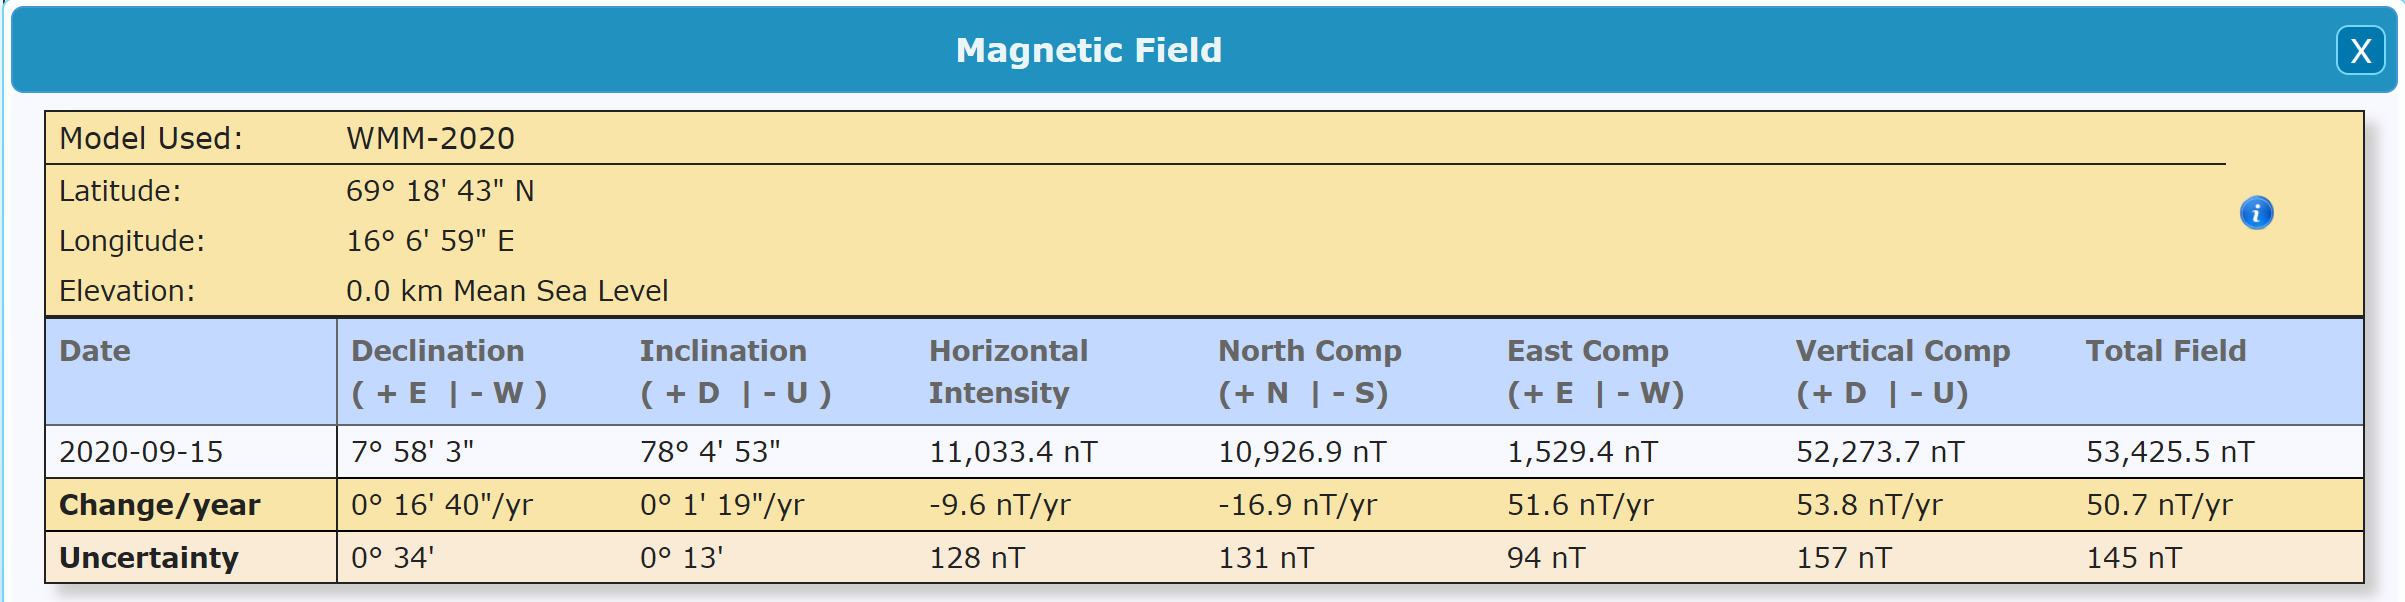 Magnetic Field
X
Model Used: WMM-2020
Latitude: 69° 18' 43" N
Longitude: 16° 6' 59" E
Elevation: 0.0 km Mean Sea Level
Date Declination Inclination Horizontal North Comp East Comp Vertical Comp Total Field
( + E | - W ) ( + D | - U ) Intensity (+ N | - S) (+ E | - W) (+ D | - U)
2020-09-15 7° 58' 3" 78° 4' 53" 11,033.4 nT 10,926.9 nT 1,529.4 nT 52,273.7 nT 53,425.5 nT
Change/year 0° 16' 40"/yr 0° 1' 19"/yr -9.6 nT/yr -16.9 nT/yr 51.6 nT/yr 53.8 nT/yr 50.7 nT/yr
Uncertainty 0° 34' 0° 13' 128 nT 131 nT 94 nT 157 nT 145 nT